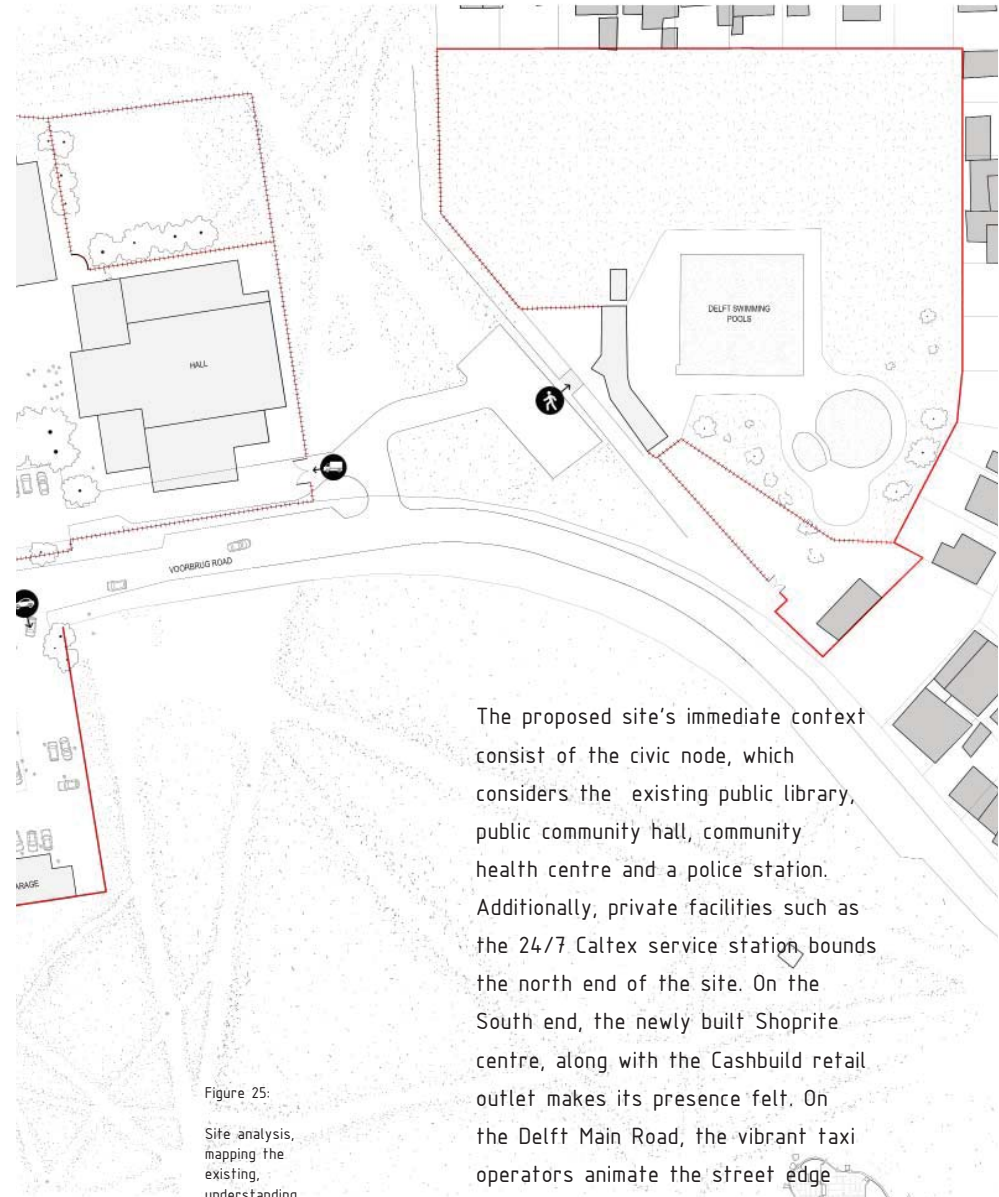 DELFT SWIMMING
POOLS
HALL
VOORBRUG ROAD
The proposed site's immediate context
consist of the civic node, which
considers the existing public library,
public community hall, community
health centre and a police station.
Additionally, private facilities such as
the 24/7 Caltex service station bounds
the north end of the site. On the
South end, the newly built Shoprite
centre, along with the Cashbuild retail
outlet makes its presence felt. On
the Delft Main Road, the vibrant taxi
operators animate the street edge
ARAGE
Figure 25:
Site analysis,
mapping the
existing,
understanding